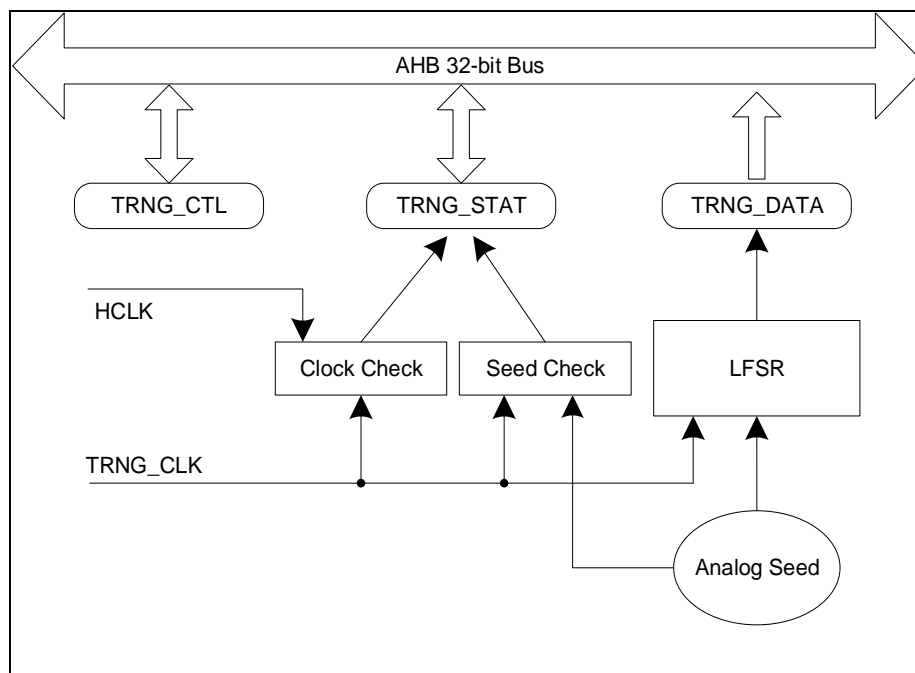 AHB 32-bit Bus
TRNG_CTL
TRNG_STAT
TRNG_DATA
HCLK
Clock Check
Seed Check
LFSR
TRNG_CLK
Analog Seed